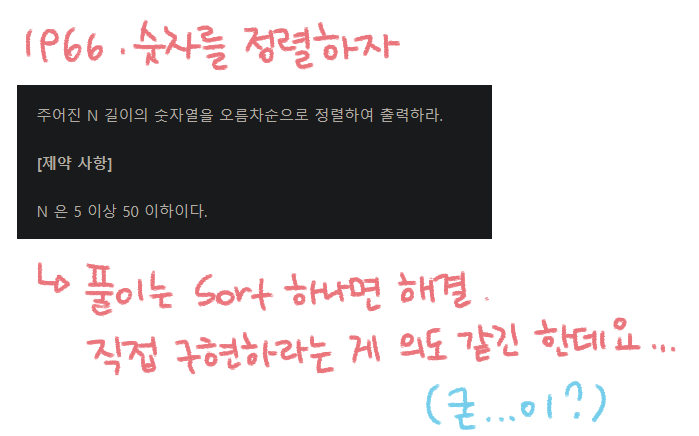 1966. 숫자를 정렬하자
주어진 N 길이의 숫자열을 오름차순으로 정렬하여 출력하라.
[제약 사항]
N 은 5 이상 50 이하이다.
↳ 풀이는 Sort 하나면 해결.
직접 구현하라는 게 의도 같긴 한데요...
(굳...이?)